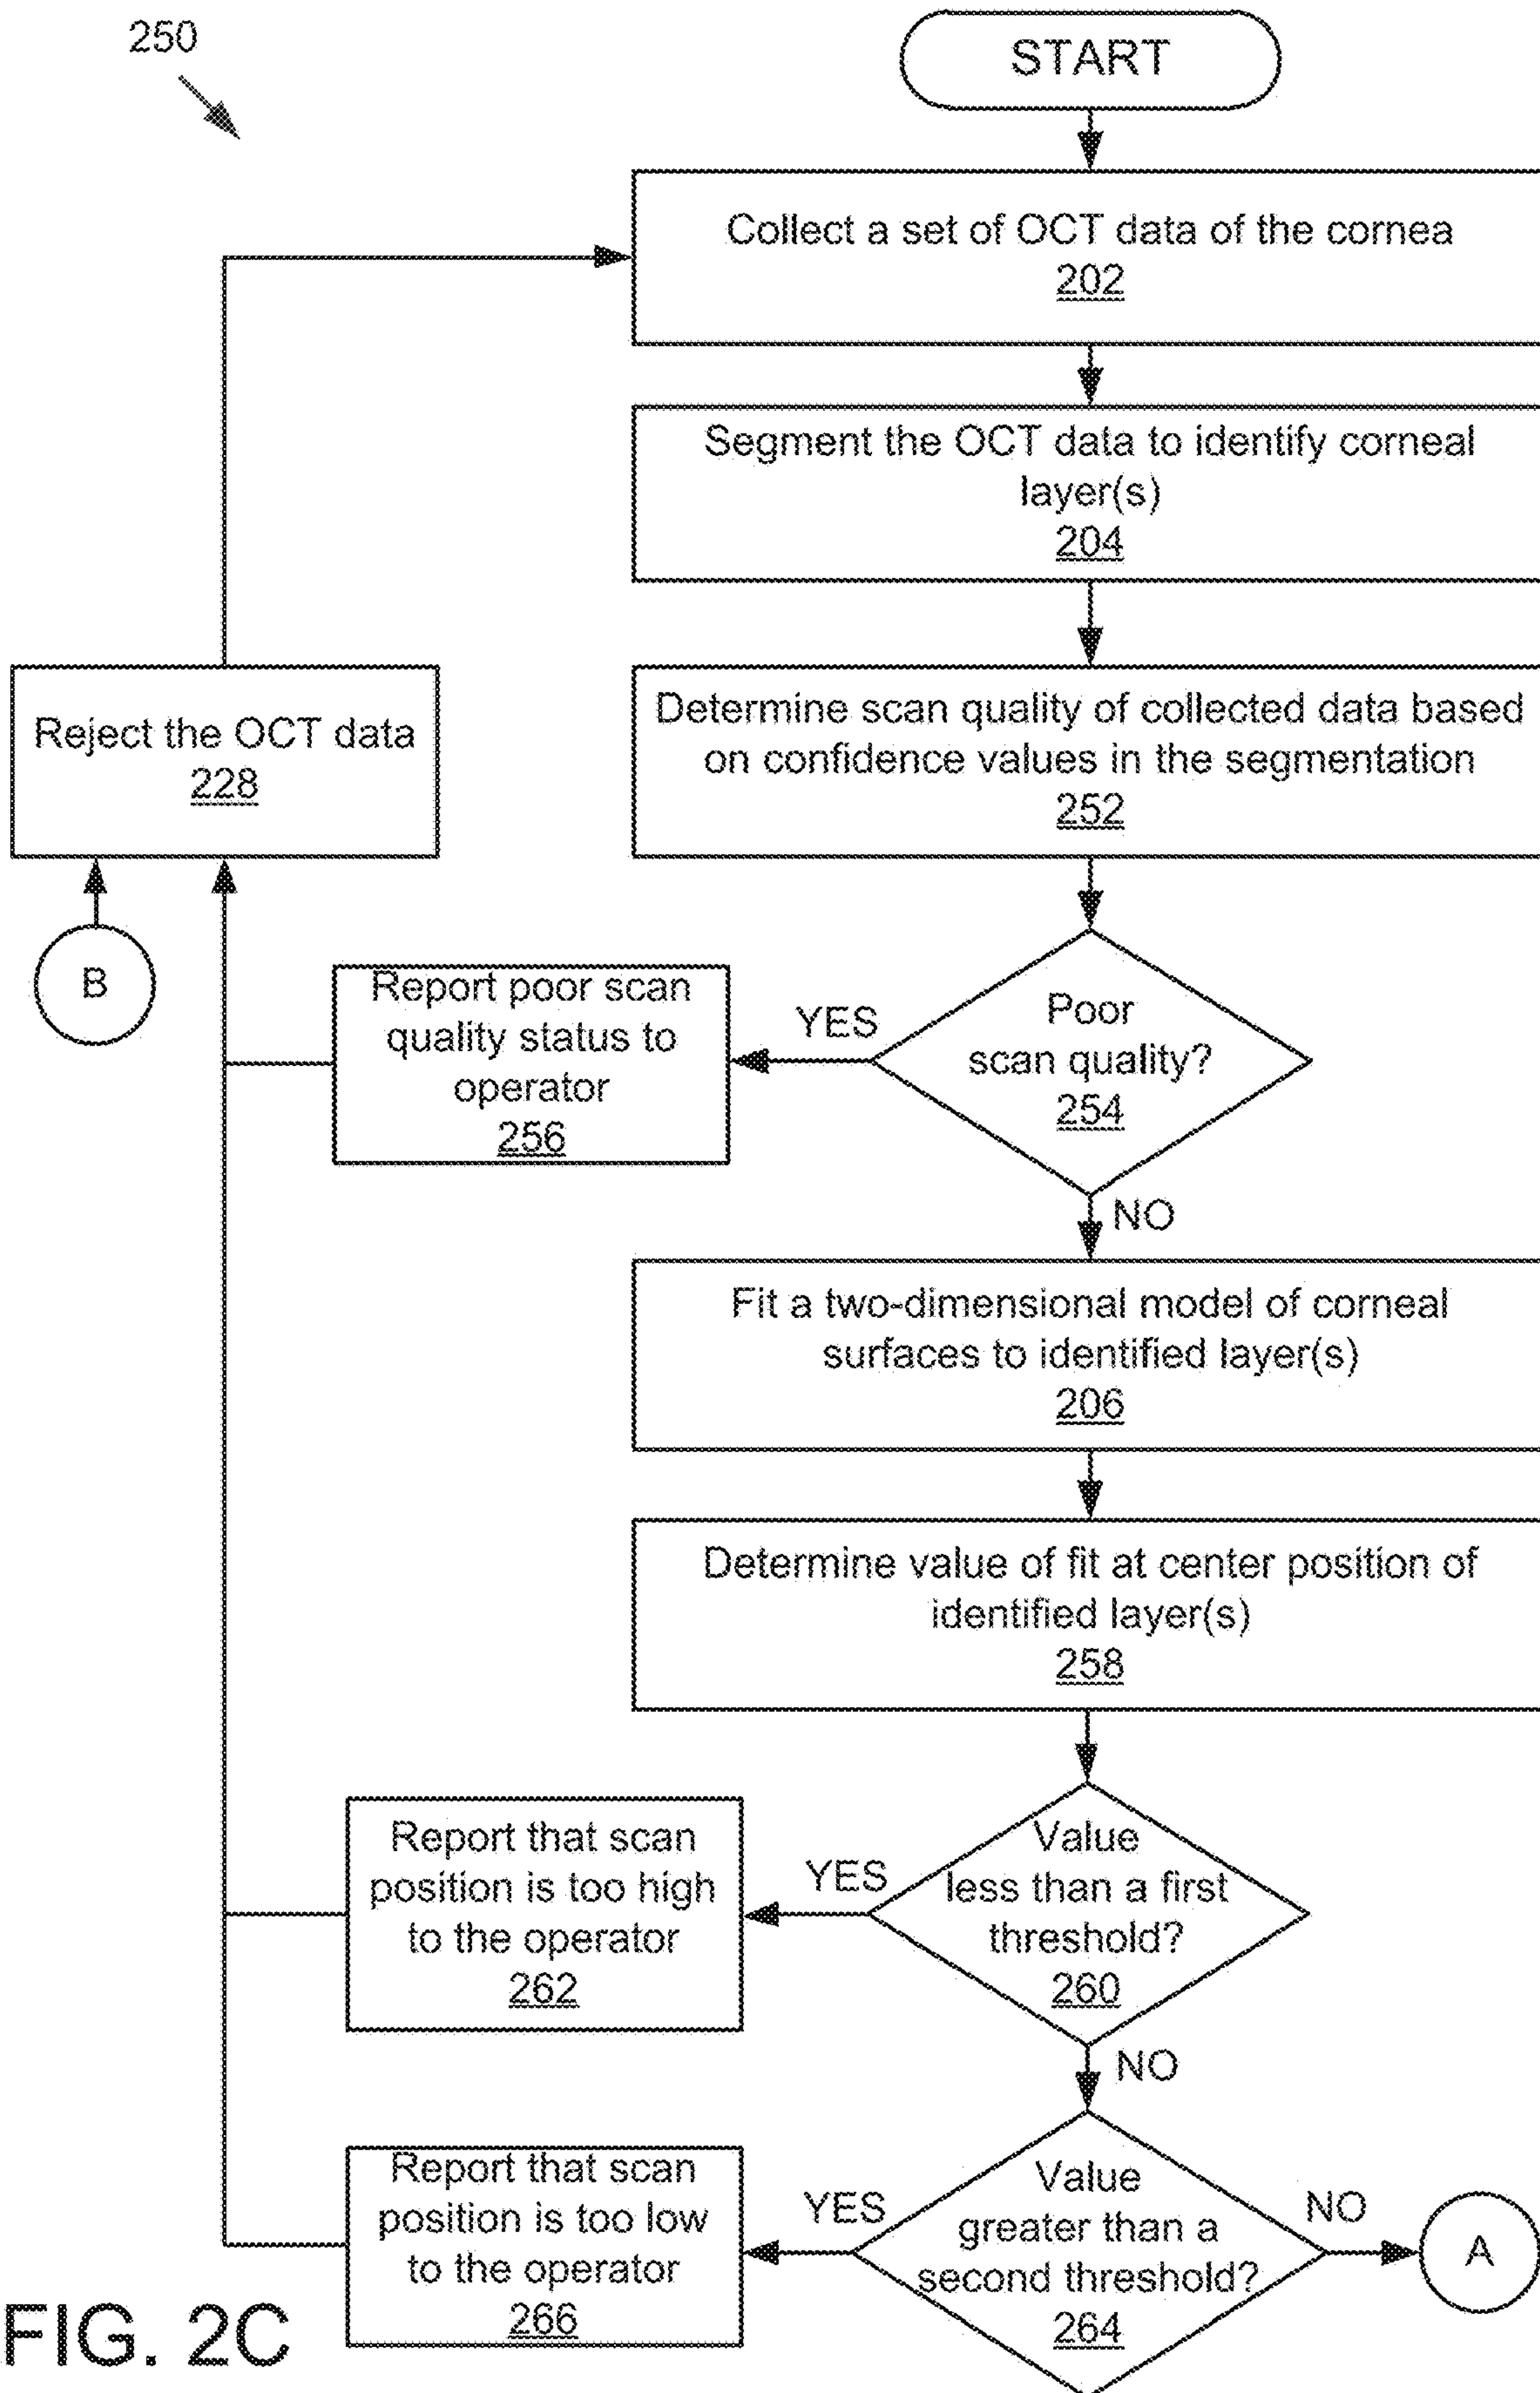 250
START
Collect a set of OCT data of the cornea
202
Segment the OCT data to identify corneal
layer(s)
204
Reject the OCT data
228
Determine scan quality of collected data based
on confidence values in the segmentation
252
B
Report poor scan
quality status to
operator
256
YES
Poor
scan quality?
254
NO
Fit a two-dimensional model of corneal
surfaces to identified layer(s)
206
Determine value of fit at center position of
identified layer(s)
258
Report that scan
position is too high
to the operator
262
YES
Value
less than a first
threshold?
260
NO
Report that scan
position is too low
to the operator
266
YES
Value
greater than a
second threshold?
264
NO
A
FIG. 2C